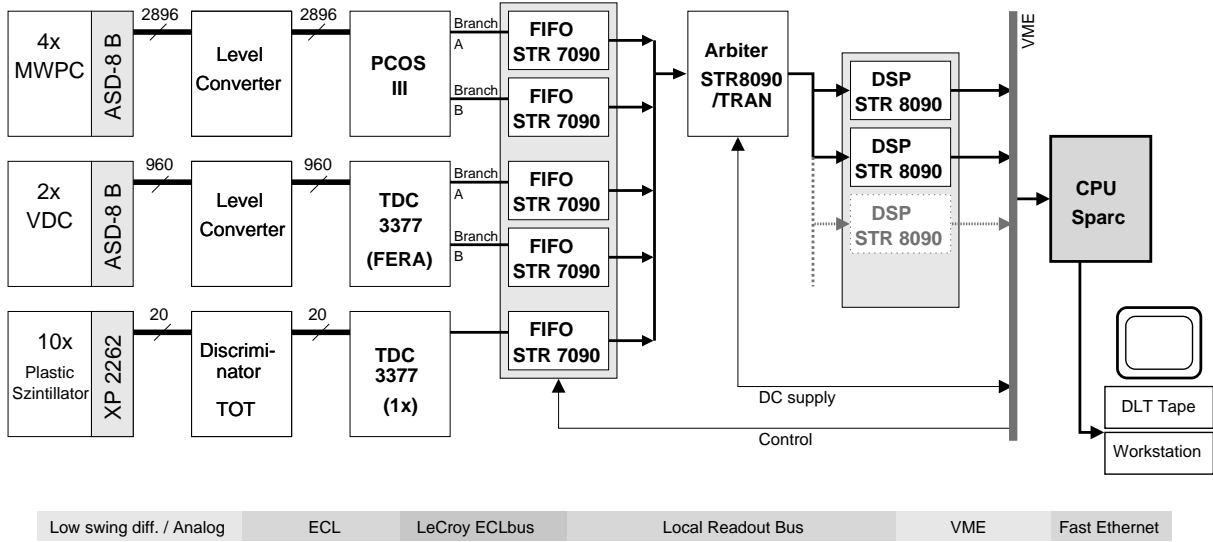 4x
MWPC
ASD-8 B
2896
Level
Converter
2896
PCOS
III
Branch
A
Branch
B
FIFO
STR 7090
FIFO
STR 7090
Arbiter
STR8090
/TRAN
DSP
STR 8090
DSP
STR 8090
DSP
STR 8090
VME
CPU
Sparc
2x
VDC
ASD-8 B
960
Level
Converter
960
TDC
3377
(FERA)
Branch
A
Branch
B
FIFO
STR 7090
FIFO
STR 7090
10x
Plastic
Szintillator
XP 2262
20
Discrimi-
nator
TOT
20
TDC
3377
(1x)
FIFO
STR 7090
DC supply
Control
DLT Tape
Workstation
Low swing diff. / Analog
ECL
LeCroy ECLbus
Local Readout Bus
VME
Fast Ethernet